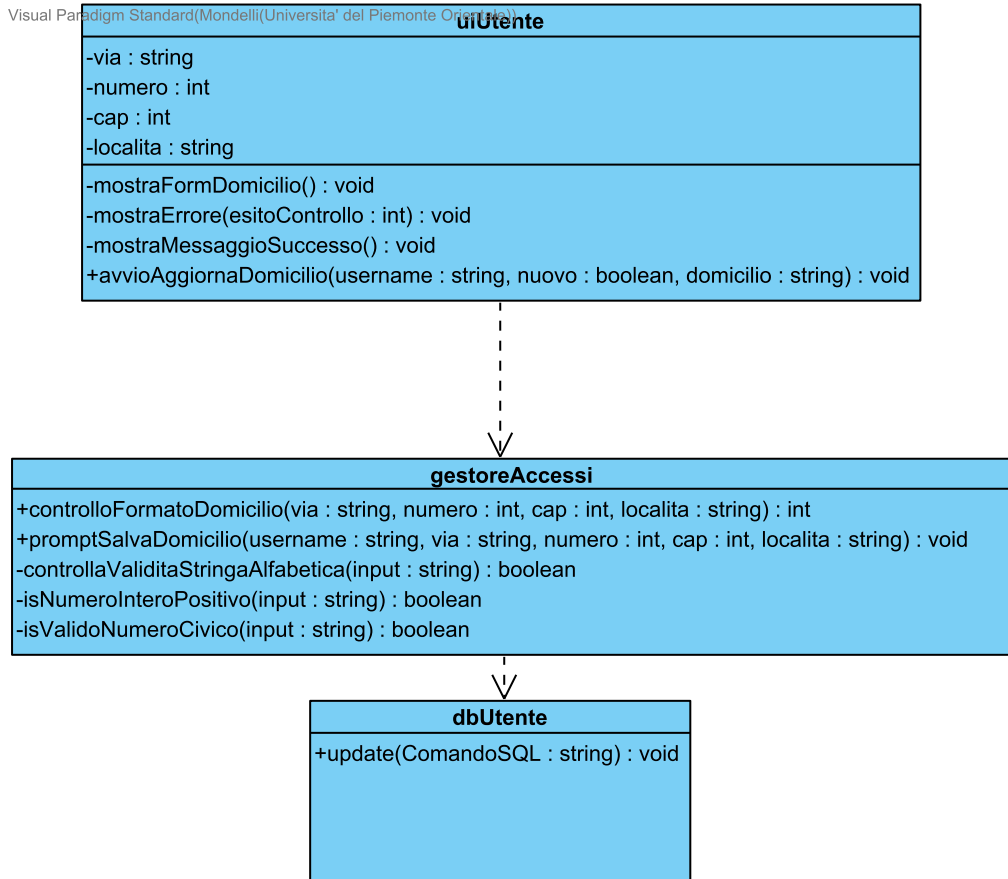 Visual Paradigm Standard(Mondelli(Universita' del Piemonte Orientale))
uiUtente
-via : string
-numero : int
-cap : int
-localita : string
-mostraFormDomicilio() : void
-mostraErrore(esitoControllo : int) : void
-mostraMessaggioSuccesso() : void
+avvioAggiornaDomicilio(username : string, nuovo : boolean, domicilio : string) : void
gestoreAccessi
+controlloFormatoDomicilio(via : string, numero : int, cap : int, localita : string) : int
+promptSalvaDomicilio(username : string, via : string, numero : int, cap : int, localita : string) : void
-controllaValiditaStringaAlfabetica(input : string) : boolean
-isNumeroInteroPositivo(input : string) : boolean
-isValidoNumeroCivico(input : string) : boolean
dbUtente
+update(ComandoSQL : string) : void